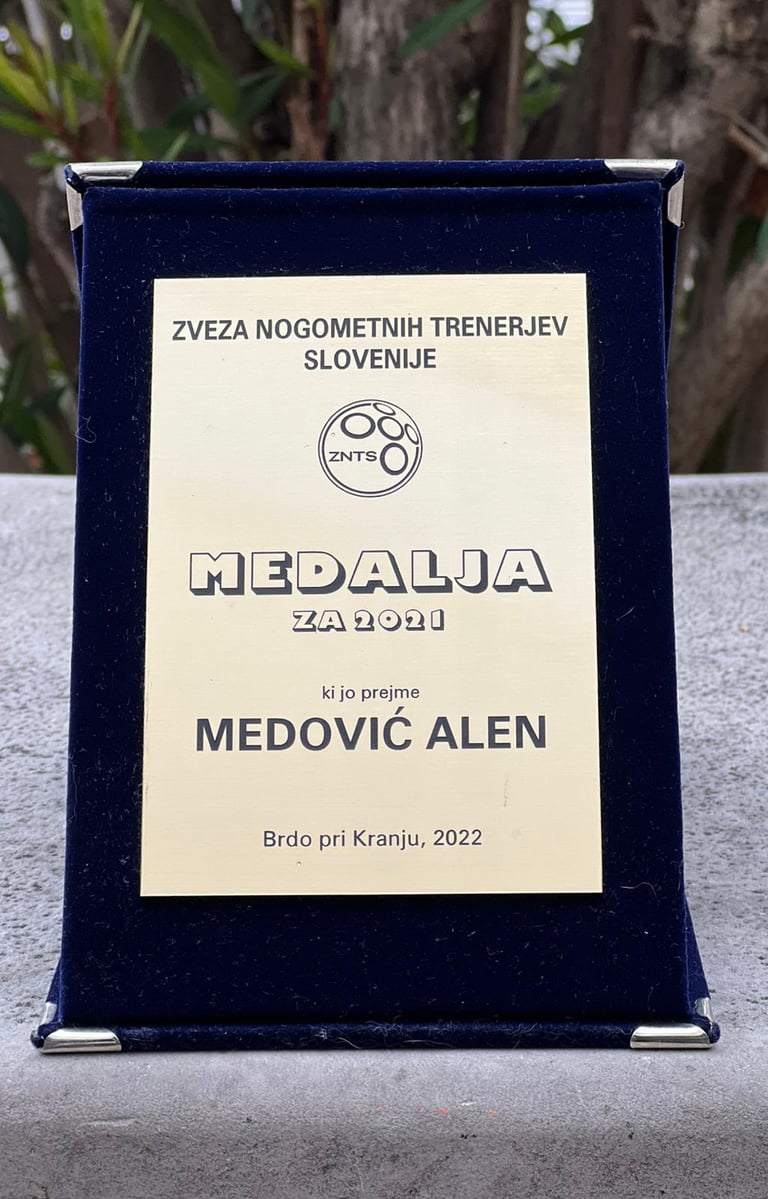 ZVEZA NOGOMETNIH TRENERJEV
SLOVENIJE
ZNTS
MEDALJA
ZA 2021
ki jo prejme
MEDOVIĆ ALEN
Brdo pri Kranju, 2022